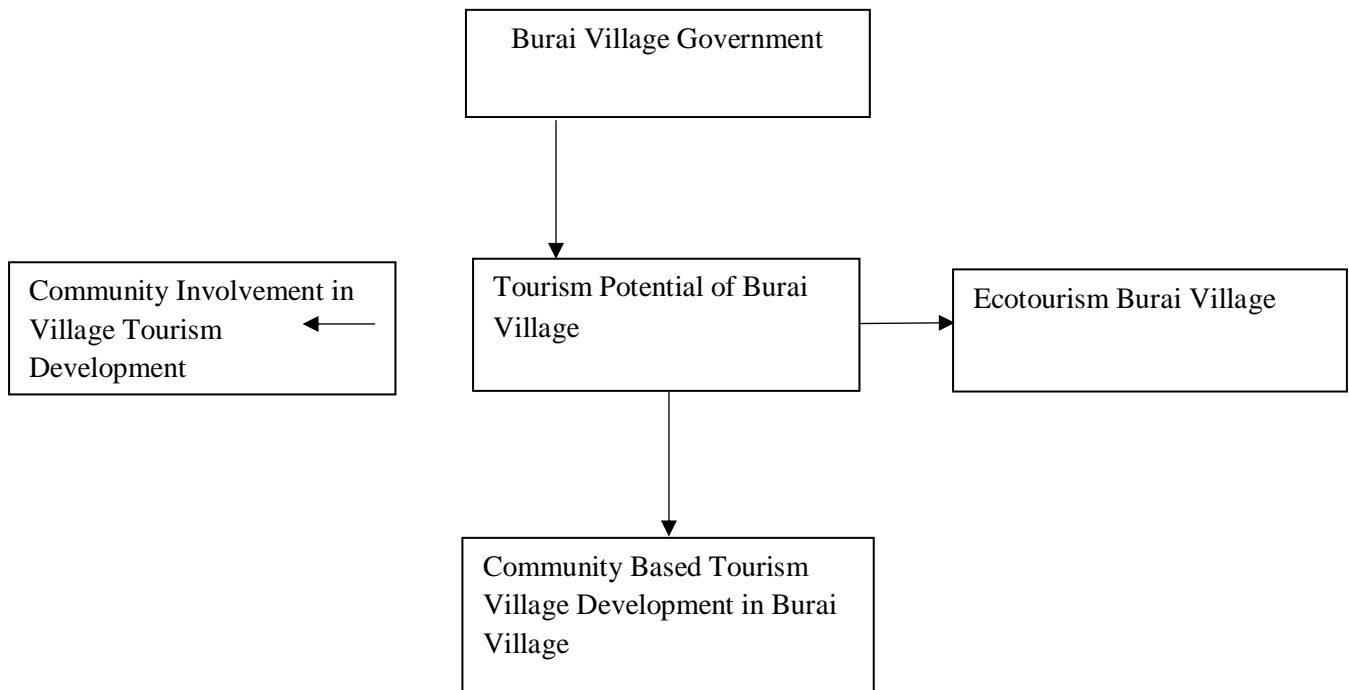 Burai Village Government
Community Involvement in
Village Tourism
Development
Tourism Potential of Burai
Village
Ecotourism Burai Village
Community Based Tourism
Village Development in Burai
Village